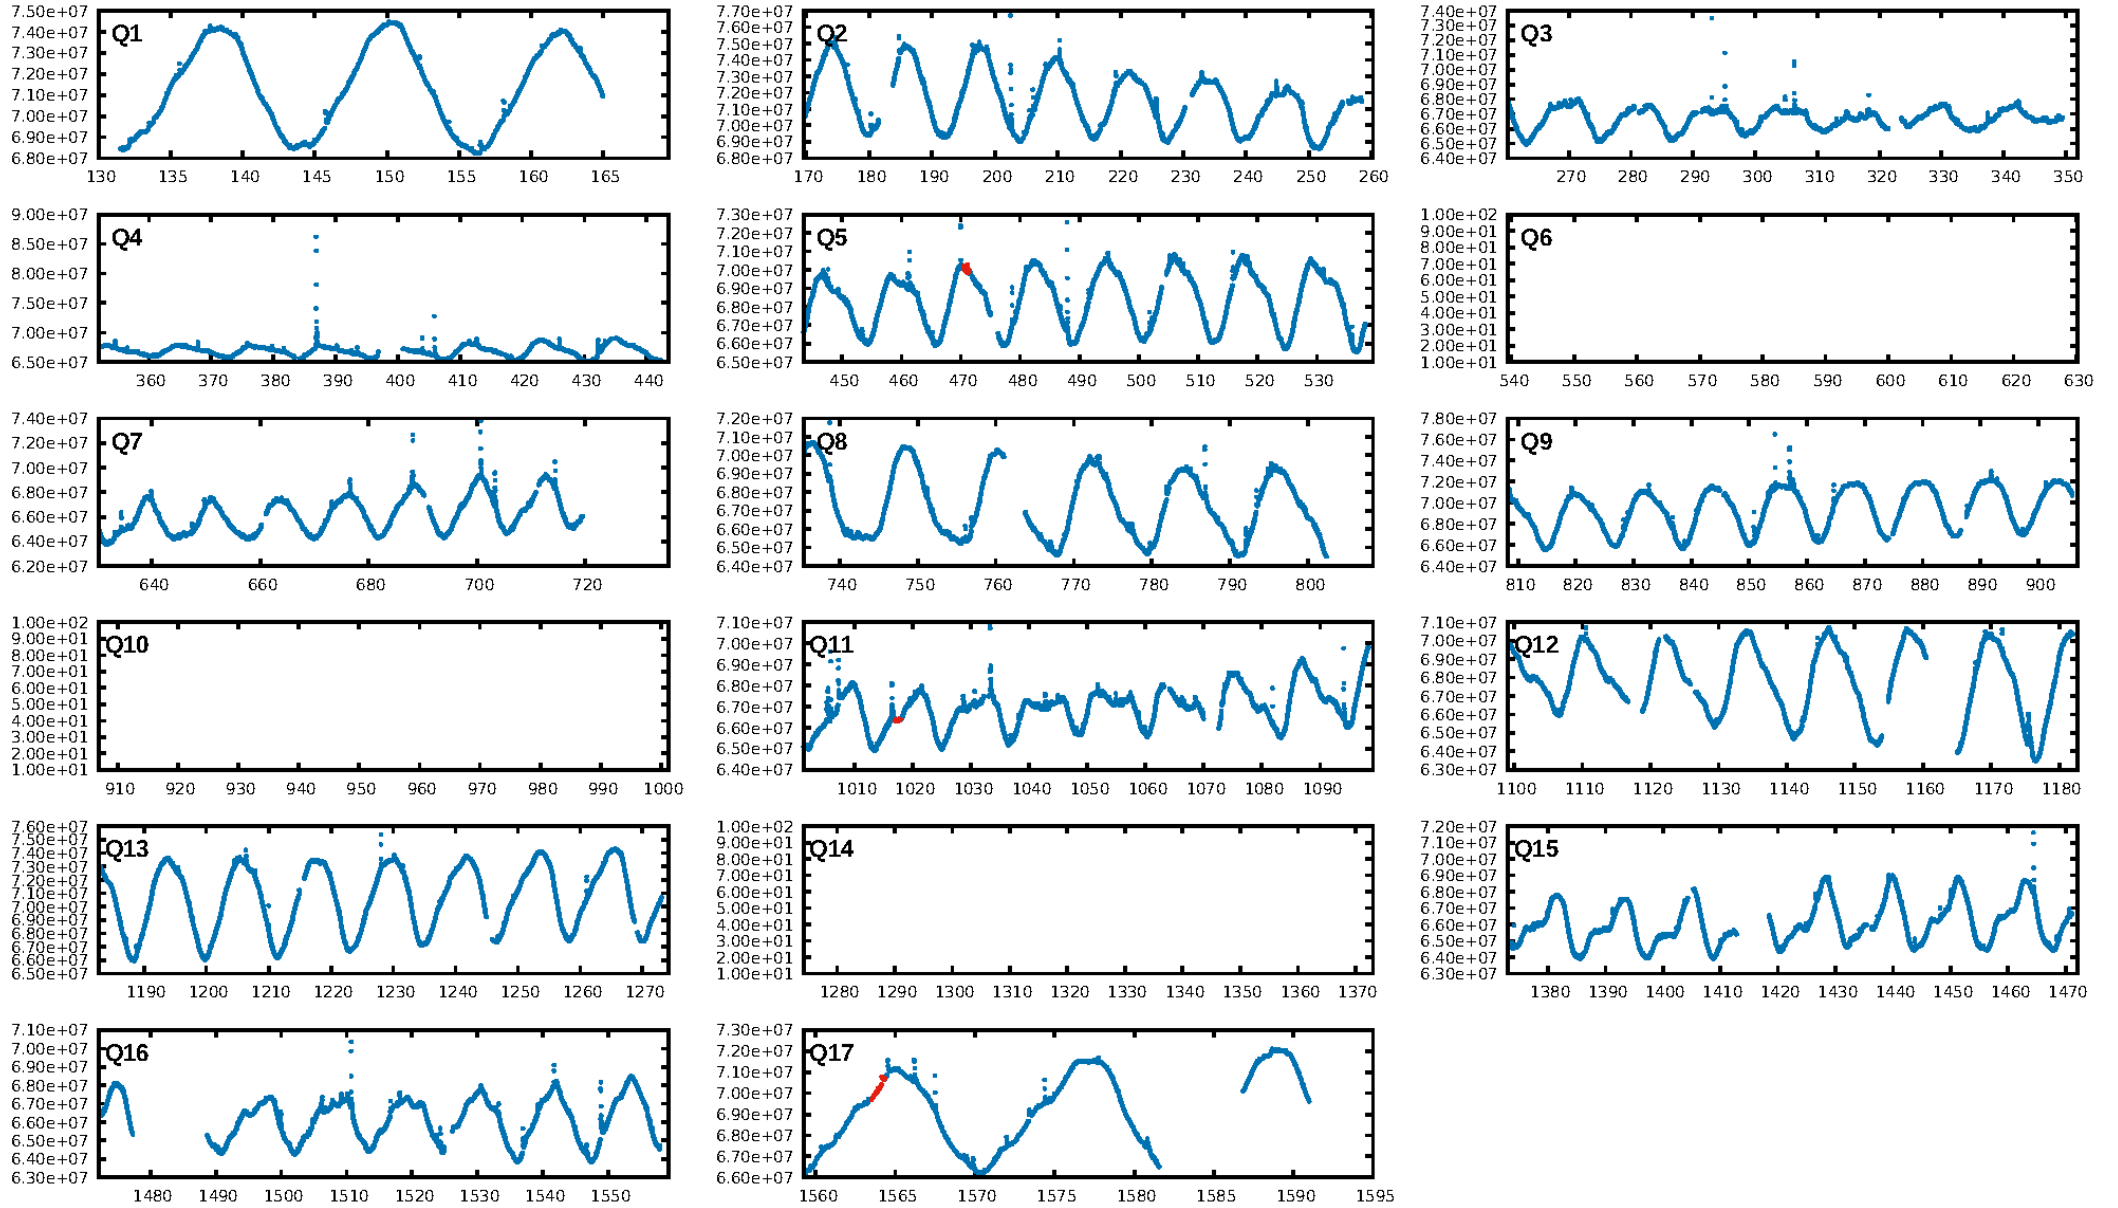 Q1
7.50e+07
7.40e+07
7.30e+07
7.20e+07
7.10e+07
7.00e+07
6.90e+07
6.80e+07
130 135 140 145 150 155 160 165
Q2
7.70e+07
7.60e+07
7.50e+07
7.40e+07
7.30e+07
7.20e+07
7.10e+07
7.00e+07
6.90e+07
6.80e+07
170 180 190 200 210 220 230 240 250 260
Q3
7.40e+07
7.30e+07
7.20e+07
7.10e+07
7.00e+07
6.90e+07
6.80e+07
6.70e+07
6.60e+07
6.50e+07
6.40e+07
270 280 290 300 310 320 330 340 350
Q4
9.00e+07
8.50e+07
8.00e+07
7.50e+07
7.00e+07
6.50e+07
360 370 380 390 400 410 420 430 440
Q5
7.30e+07
7.20e+07
7.10e+07
7.00e+07
6.90e+07
6.80e+07
6.70e+07
6.60e+07
6.50e+07
450 460 470 480 490 500 510 520 530
Q6
1.00e+02
9.00e+01
8.00e+01
7.00e+01
6.00e+01
5.00e+01
4.00e+01
3.00e+01
2.00e+01
1.00e+01
540 550 560 570 580 590 600 610 620 630
Q7
7.40e+07
7.20e+07
7.00e+07
6.80e+07
6.60e+07
6.40e+07
6.20e+07
640 660 680 700 720
Q8
7.20e+07
7.10e+07
7.00e+07
6.90e+07
6.80e+07
6.70e+07
6.60e+07
6.50e+07
6.40e+07
740 750 760 770 780 790 800
Q9
7.80e+07
7.60e+07
7.40e+07
7.20e+07
7.00e+07
6.80e+07
6.60e+07
6.40e+07
810 820 830 840 850 860 870 880 890 900
Q10
1.00e+02
9.00e+01
8.00e+01
7.00e+01
6.00e+01
5.00e+01
4.00e+01
3.00e+01
2.00e+01
1.00e+01
910 920 930 940 950 960 970 980 990 1000
Q11
7.10e+07
7.00e+07
6.90e+07
6.80e+07
6.70e+07
6.60e+07
6.50e+07
6.40e+07
1010 1020 1030 1040 1050 1060 1070 1080 1090
Q12
7.10e+07
7.00e+07
6.90e+07
6.80e+07
6.70e+07
6.60e+07
6.50e+07
6.40e+07
6.30e+07
1100 1110 1120 1130 1140 1150 1160 1170 1180
Q13
7.60e+07
7.50e+07
7.40e+07
7.30e+07
7.20e+07
7.10e+07
7.00e+07
6.90e+07
6.80e+07
6.70e+07
6.60e+07
6.50e+07
1190 1200 1210 1220 1230 1240 1250 1260 1270
Q14
1.00e+02
9.00e+01
8.00e+01
7.00e+01
6.00e+01
5.00e+01
4.00e+01
3.00e+01
2.00e+01
1.00e+01
1280 1290 1300 1310 1320 1330 1340 1350 1360 1370
Q15
7.20e+07
7.10e+07
7.00e+07
6.90e+07
6.80e+07
6.70e+07
6.60e+07
6.50e+07
6.40e+07
6.30e+07
1380 1390 1400 1410 1420 1430 1440 1450 1460 1470
Q16
7.10e+07
7.00e+07
6.90e+07
6.80e+07
6.70e+07
6.60e+07
6.50e+07
6.40e+07
6.30e+07
1480 1490 1500 1510 1520 1530 1540 1550
Q17
7.30e+07
7.20e+07
7.10e+07
7.00e+07
6.90e+07
6.80e+07
6.70e+07
6.60e+07
1560 1565 1570 1575 1580 1585 1590 1595